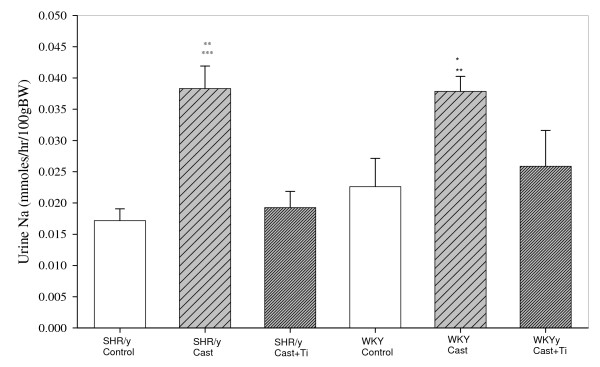 0.050
0.045
0.040
0.035
0.030
0.025
0.020
0.015
0.010
0.005
0.000
Urine Na (mmoles/hr/100gBW)
**
***
*
**
SHR/y
Control
SHR/y
Cast
SHR/y
Cast+Ti
WKY
Control
WKY
Cast
WKYy
Cast+Ti